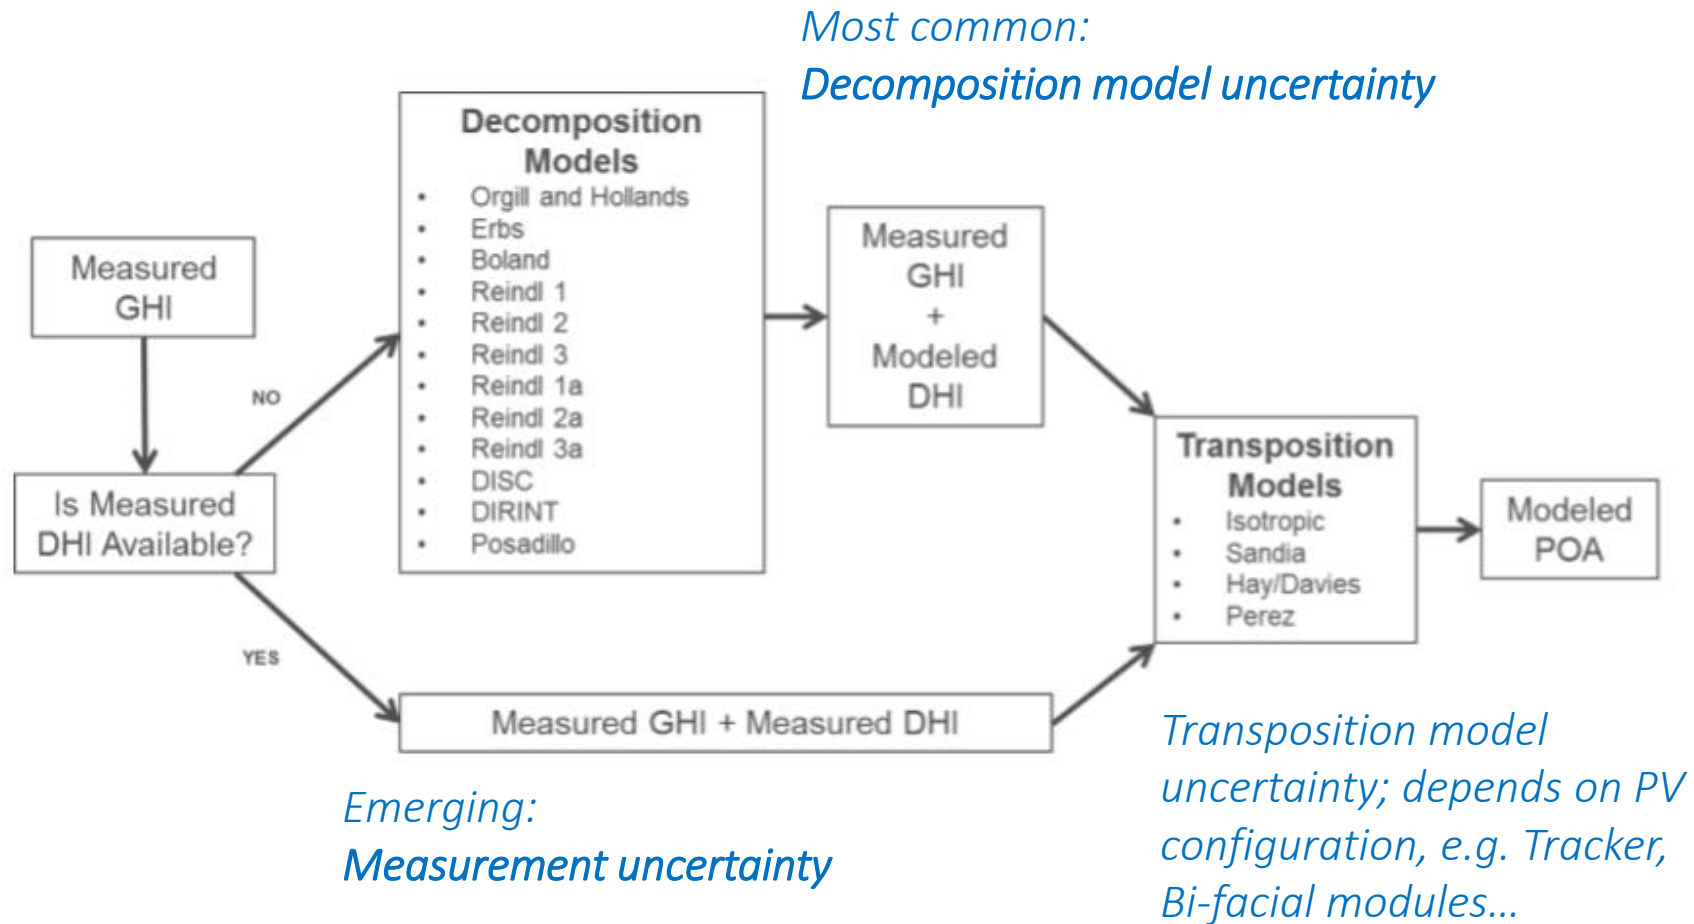 Most common:
Decomposition model uncertainty
Decomposition
Models
• Orgill and Hollands
• Erbs
• Boland
• Reindl 1
• Reindl 2
• Reindl 3
• Reindl 1a
• Reindl 2a
• Reindl 3a
• DISC
• DIRINT
• Posadillo
Measured
GHI
Is Measured
DHI Available?
NO
YES
Measured
GHI
+
Modeled
DHI
Measured GHI + Measured DHI
Transposition
Models
• Isotropic
• Sandia
• Hay/Davies
• Perez
Modeled
POA
Emerging:
Measurement uncertainty
Transposition model
uncertainty; depends on PV
configuration, e.g. Tracker,
Bi-facial modules...